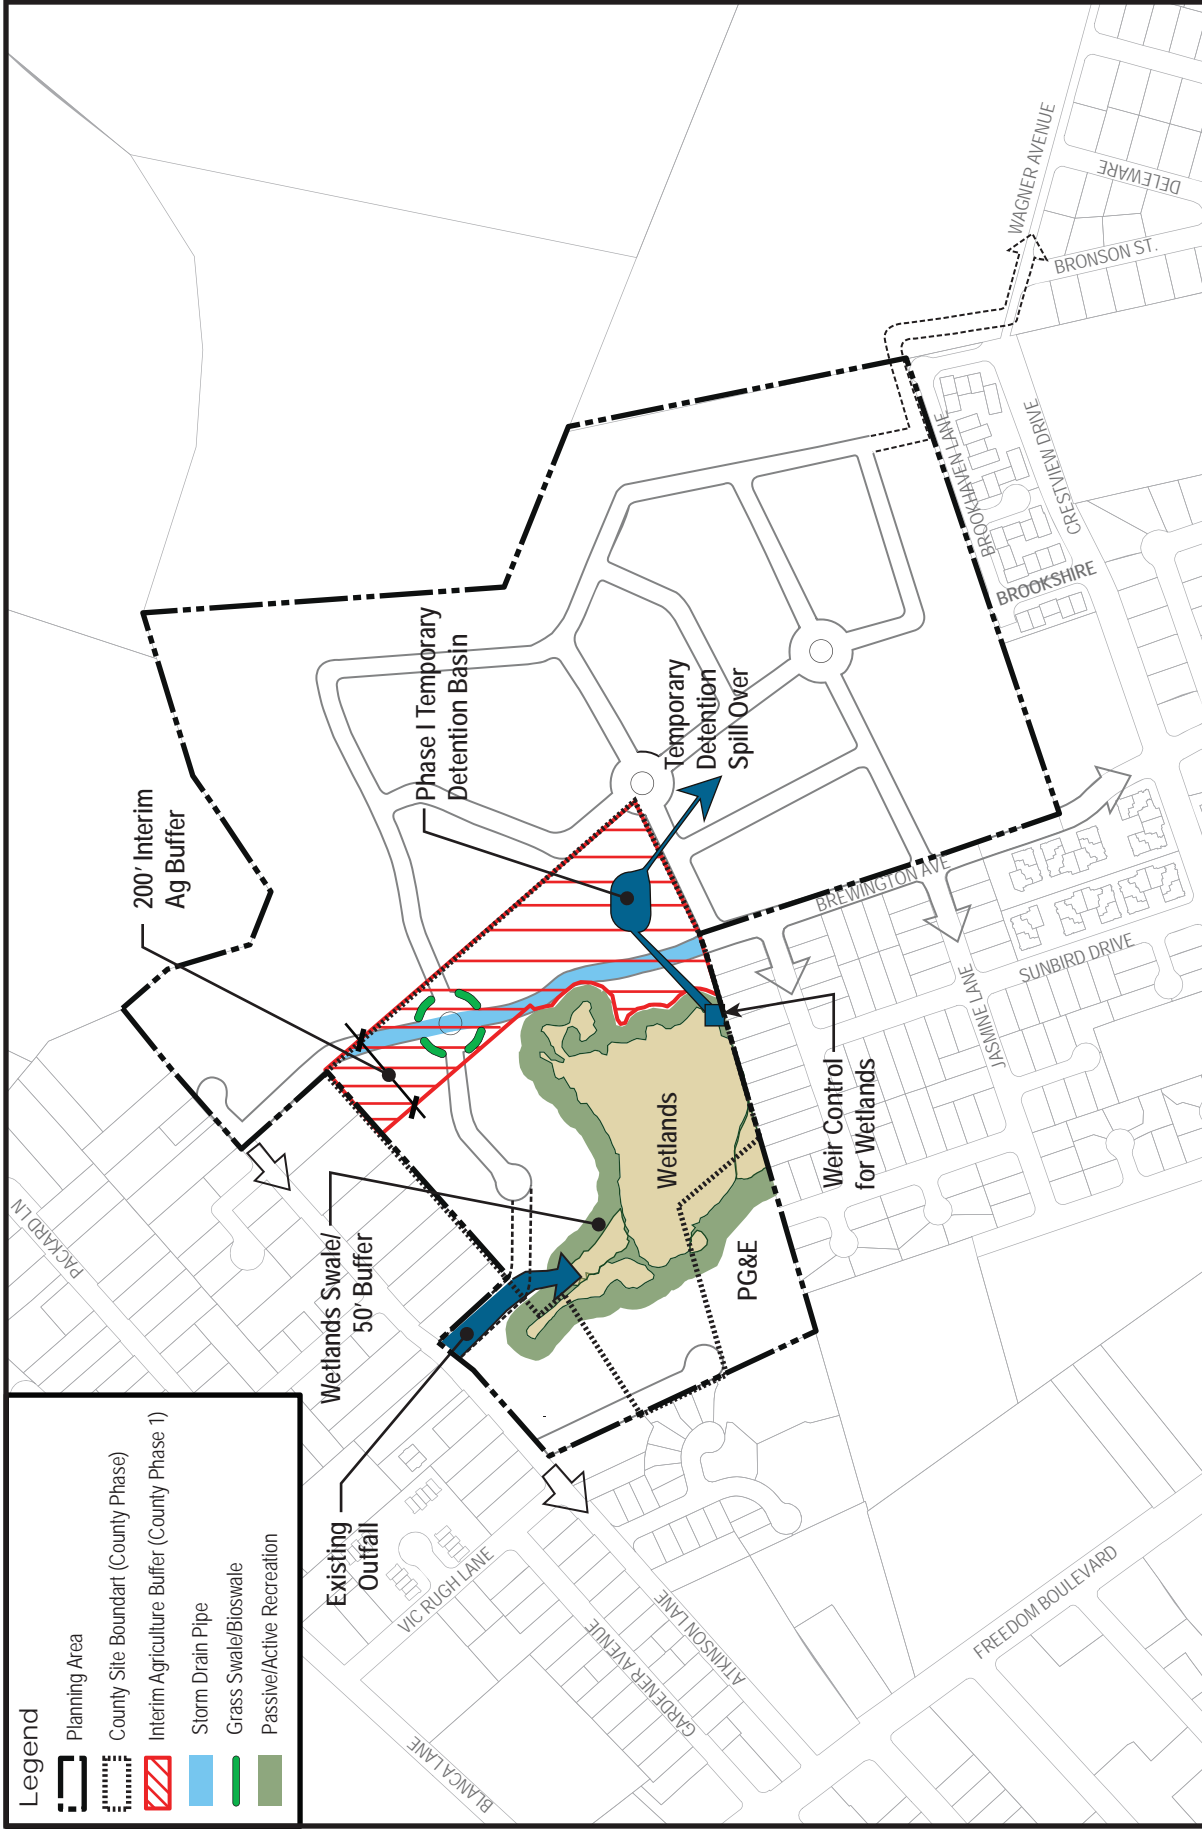 Legend
Planning Area
County Site Boundart (County Phase)
Interim Agriculture Buffer (County Phase 1)
Storm Drain Pipe
Grass Swale/Bioswale
Passive/Active Recreation
200' Interim
Ag Buffer
Phase I Temporary
Detention Basin
Temporary
Detention
Spill Over
Wetlands Swale/
50' Buffer
Existing
Outfall
Wetlands
PG&E
Weir Control
for Wetlands
PACKARD LN
VIC RUGH LANE
BLANCA LANE
GARDENER AVENUE
ATKINSON LANE
FREEDOM BOULEVARD
BREWINGTON AVE
JASMINE LANE
SUNBIRD DRIVE
BROOKHAVEN LANE
CRESTVIEW DRIVE
BROOKSHIRE
WAGNER AVENUE
BRONSON ST.
DELEWARE